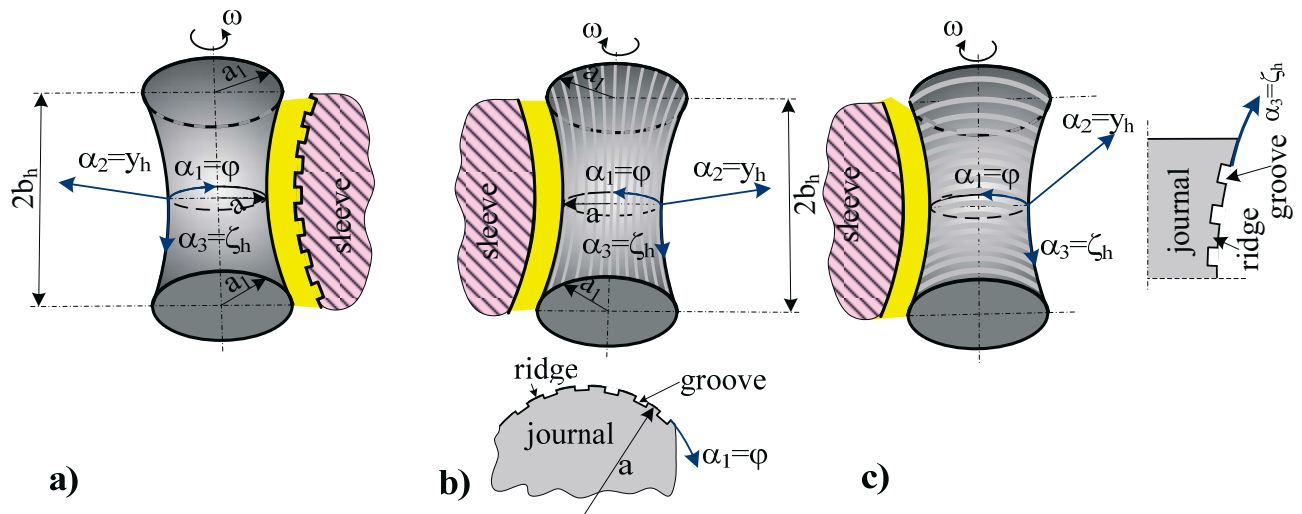 ω
a₁
2bₕ
α₂=yₕ
α₁=φ
a
α₃=ζₕ
sleeve
a₁
a)
ω
a₁
sleeve
α₁=φ
α₂=yₕ
a
α₃=ζₕ
2bₕ
a₁
ridge
groove
journal
a
α₁=φ
b)
ω
sleeve
α₁=φ
α₂=yₕ
α₃=ζₕ
c)
α₃=ζₕ
journal
ridge
groove